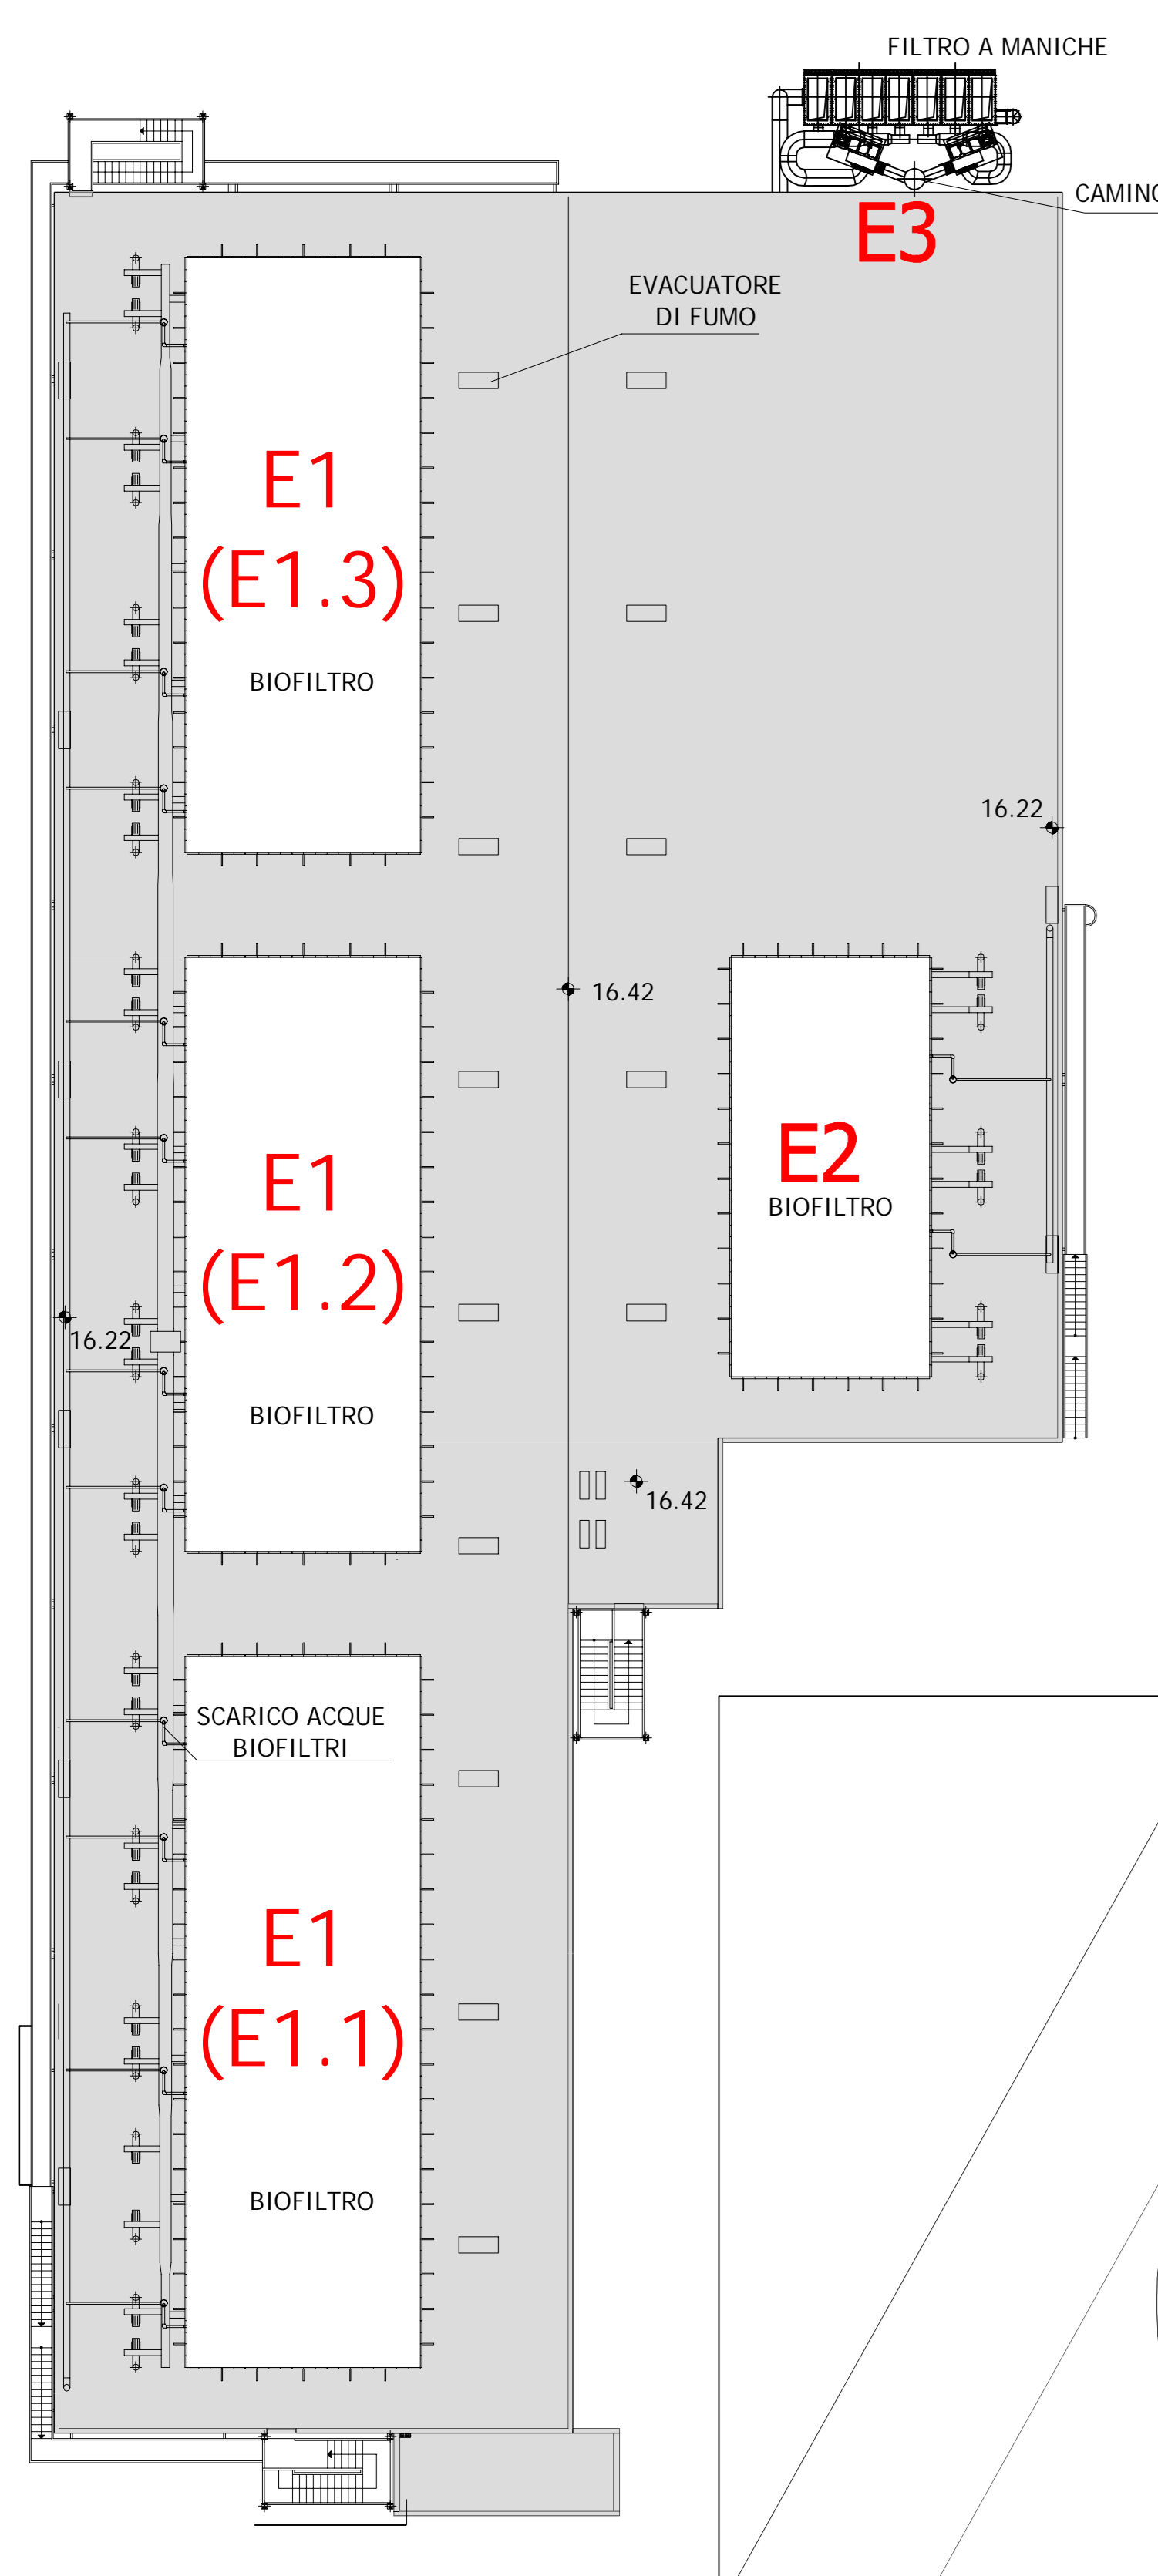 FILTRO A MANICHE
CAMINO
E3
EVACUATORE
DI FUMO
E1
(E1.3)
BIOFILTRO
16.22
16.42
E2
BIOFILTRO
E1
(E1.2)
16.22
BIOFILTRO
16.42
SCARICO ACQUE
BIOFILTRI
E1
(E1.1)
BIOFILTRO